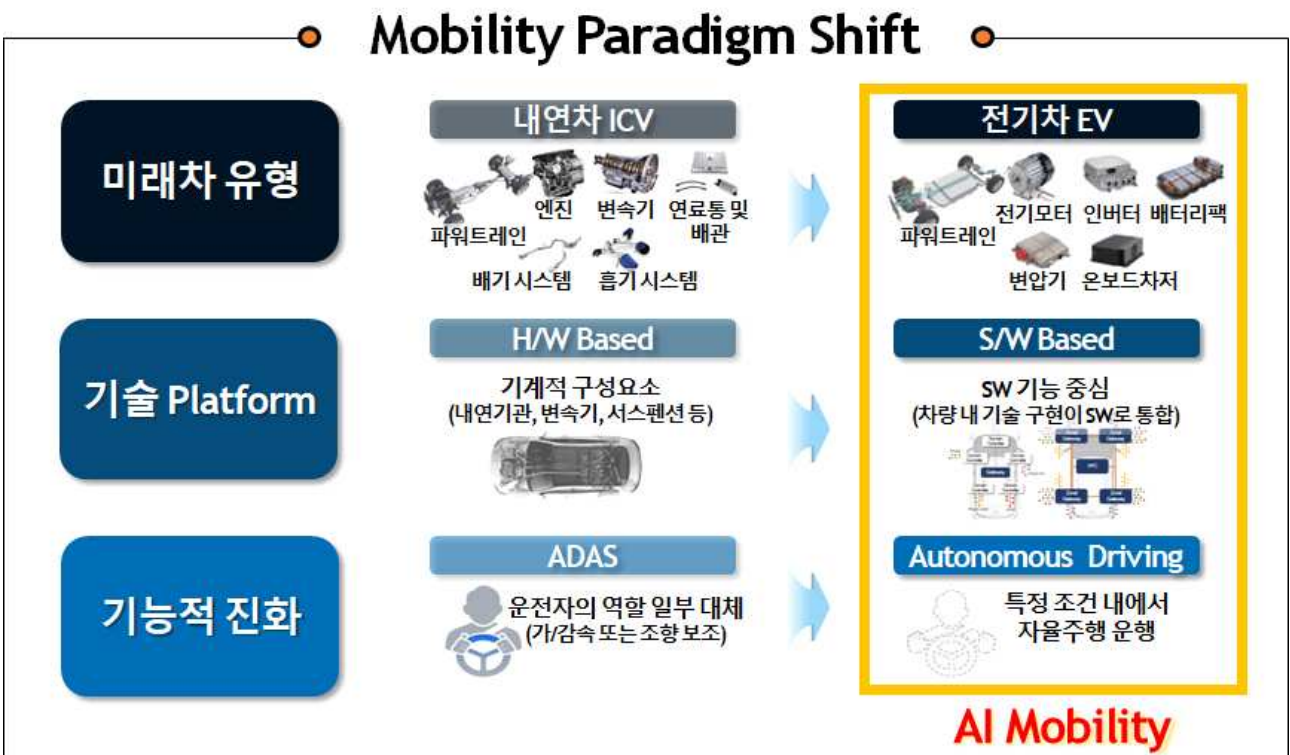 Mobility Paradigm Shift
미래차 유형
내연차 ICV
엔진
변속기
연료통 및
배관
파워트레인
배기 시스템
흡기 시스템
전기차 EV
전기모터
인버터
배터리팩
파워트레인
변압기
온보드차저
기술 Platform
H/W Based
기계적 구성요소
(내연기관, 변속기, 서스펜션 등)
S/W Based
SW 기능 중심
(차량 내 기술 구현이 SW로 통합)
기능적 진화
ADAS
운전자의 역할 일부 대체
(가/감속 또는 조향 보조)
Autonomous Driving
특정 조건 내에서
자율주행 운행
AI Mobility